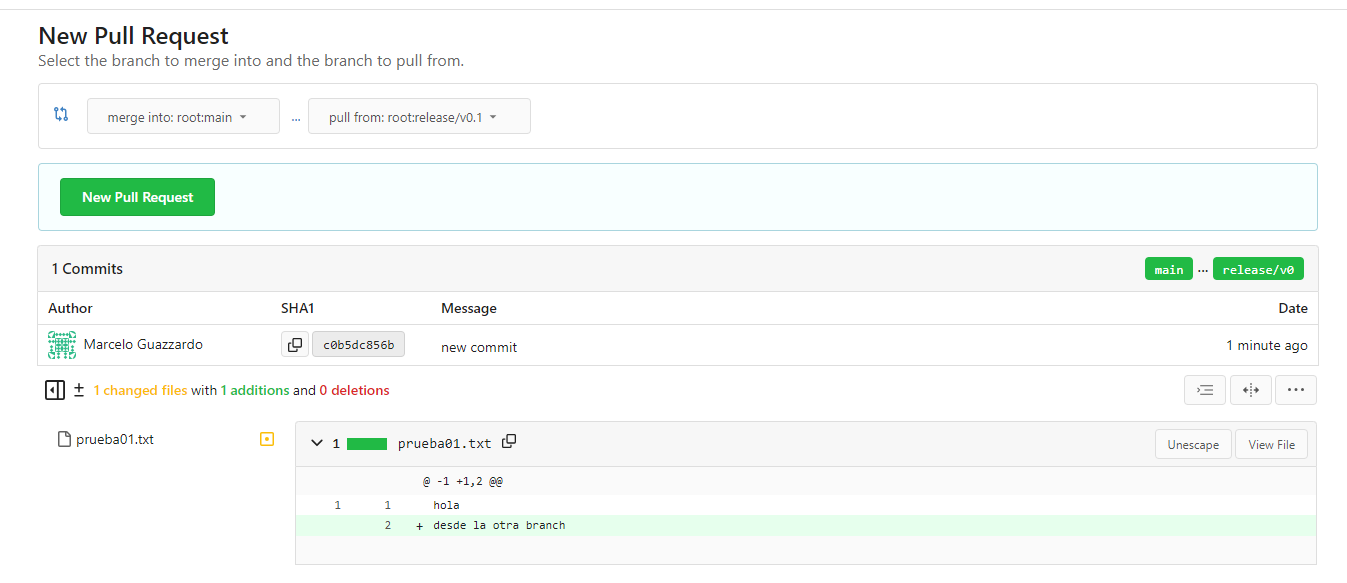 New Pull Request
Select the branch to merge into and the branch to pull from.
merge into: root:main ... pull from: root:release/v0.1
New Pull Request
1 Commits main ... release/v0
Author SHA1 Message Date
Marcelo Guazzardo c0b5dc856b new commit 1 minute ago
± 1 changed files with 1 additions and 0 deletions
prueba01.txt
1 prueba01.txt Unescape View File
@ -1 +1,2 @@
1 1 hola
2 + desde la otra branch